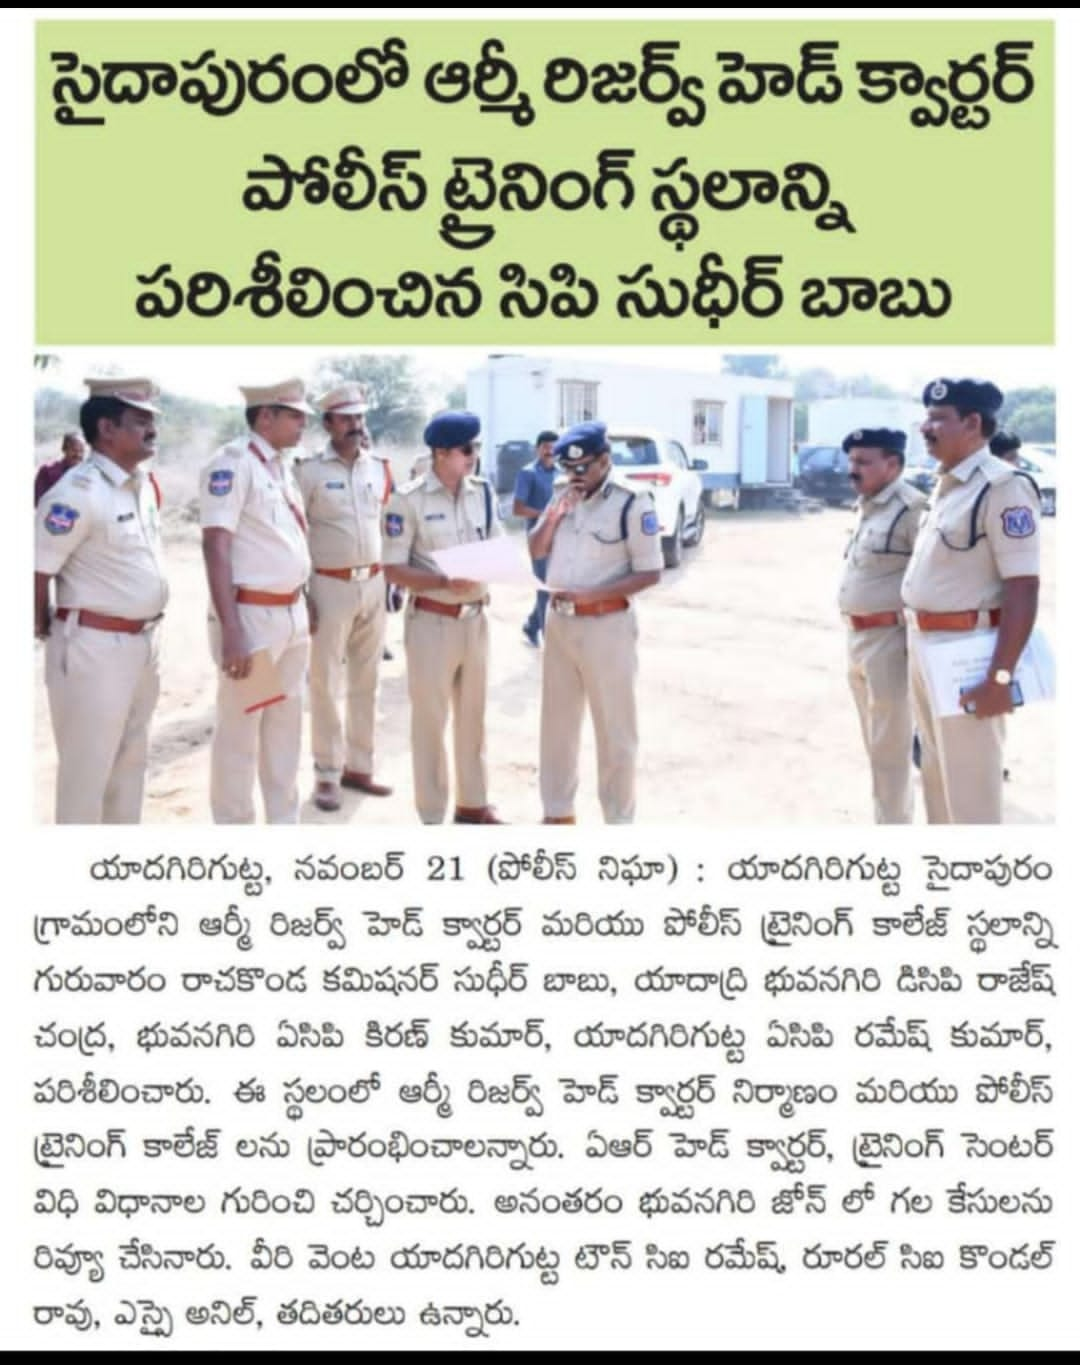 సైదాపురంలో ఆర్మీ రిజర్వ్ హెడ్ క్వార్టర్
పోలీస్ ట్రైనింగ్ స్థలాన్ని
పరిశీలించిన సిపి సుధీర్ బాబు
యాదగిరిగుట్ట, నవంబర్ 21 (పోలీస్ నిఘా) : యాదగిరిగుట్ట సైదాపురం
గ్రామంలోని ఆర్మీ రిజర్వ్ హెడ్ క్వార్టర్ మరియు పోలీస్ ట్రైనింగ్ కాలేజ్ స్థలాన్ని
గురువారం రాచకొండ కమిషనర్ సుధీర్ బాబు, యాదాద్రి భువనగిరి డిసిపి రాజేష్
చంద్ర, భువనగిరి ఏసిపి కిరణ్ కుమార్, యాదగిరిగుట్ట ఏసిపి రమేష్ కుమార్,
పరిశీలించారు. ఈ స్థలంలో ఆర్మీ రిజర్వ్ హెడ్ క్వార్టర్ నిర్మాణం మరియు పోలీస్
ట్రైనింగ్ కాలేజ్ లను ప్రారంభించాలన్నారు. ఏఆర్ హెడ్ క్వార్టర్, ట్రైనింగ్ సెంటర్
విధి విధానాల గురించి చర్చించారు. అనంతరం భువనగిరి జోన్ లో గల కేసులను
రివ్యూ చేసినారు. వీరి వెంట యాదగిరిగుట్ట టౌన్ సిఐ రమేష్, రూరల్ సిఐ కొండల్
రావు, ఎస్సై అనిల్, తదితరులు ఉన్నారు.